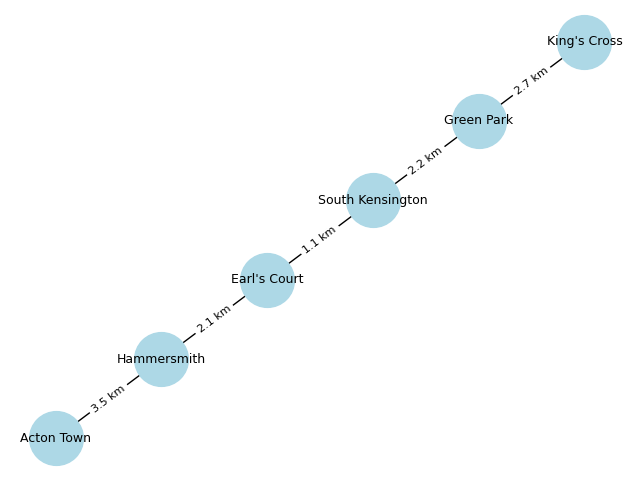 King's Cross
2.7 km
Green Park
2.2 km
South Kensington
1.1 km
Earl's Court
2.1 km
Hammersmith
3.5 km
Acton Town